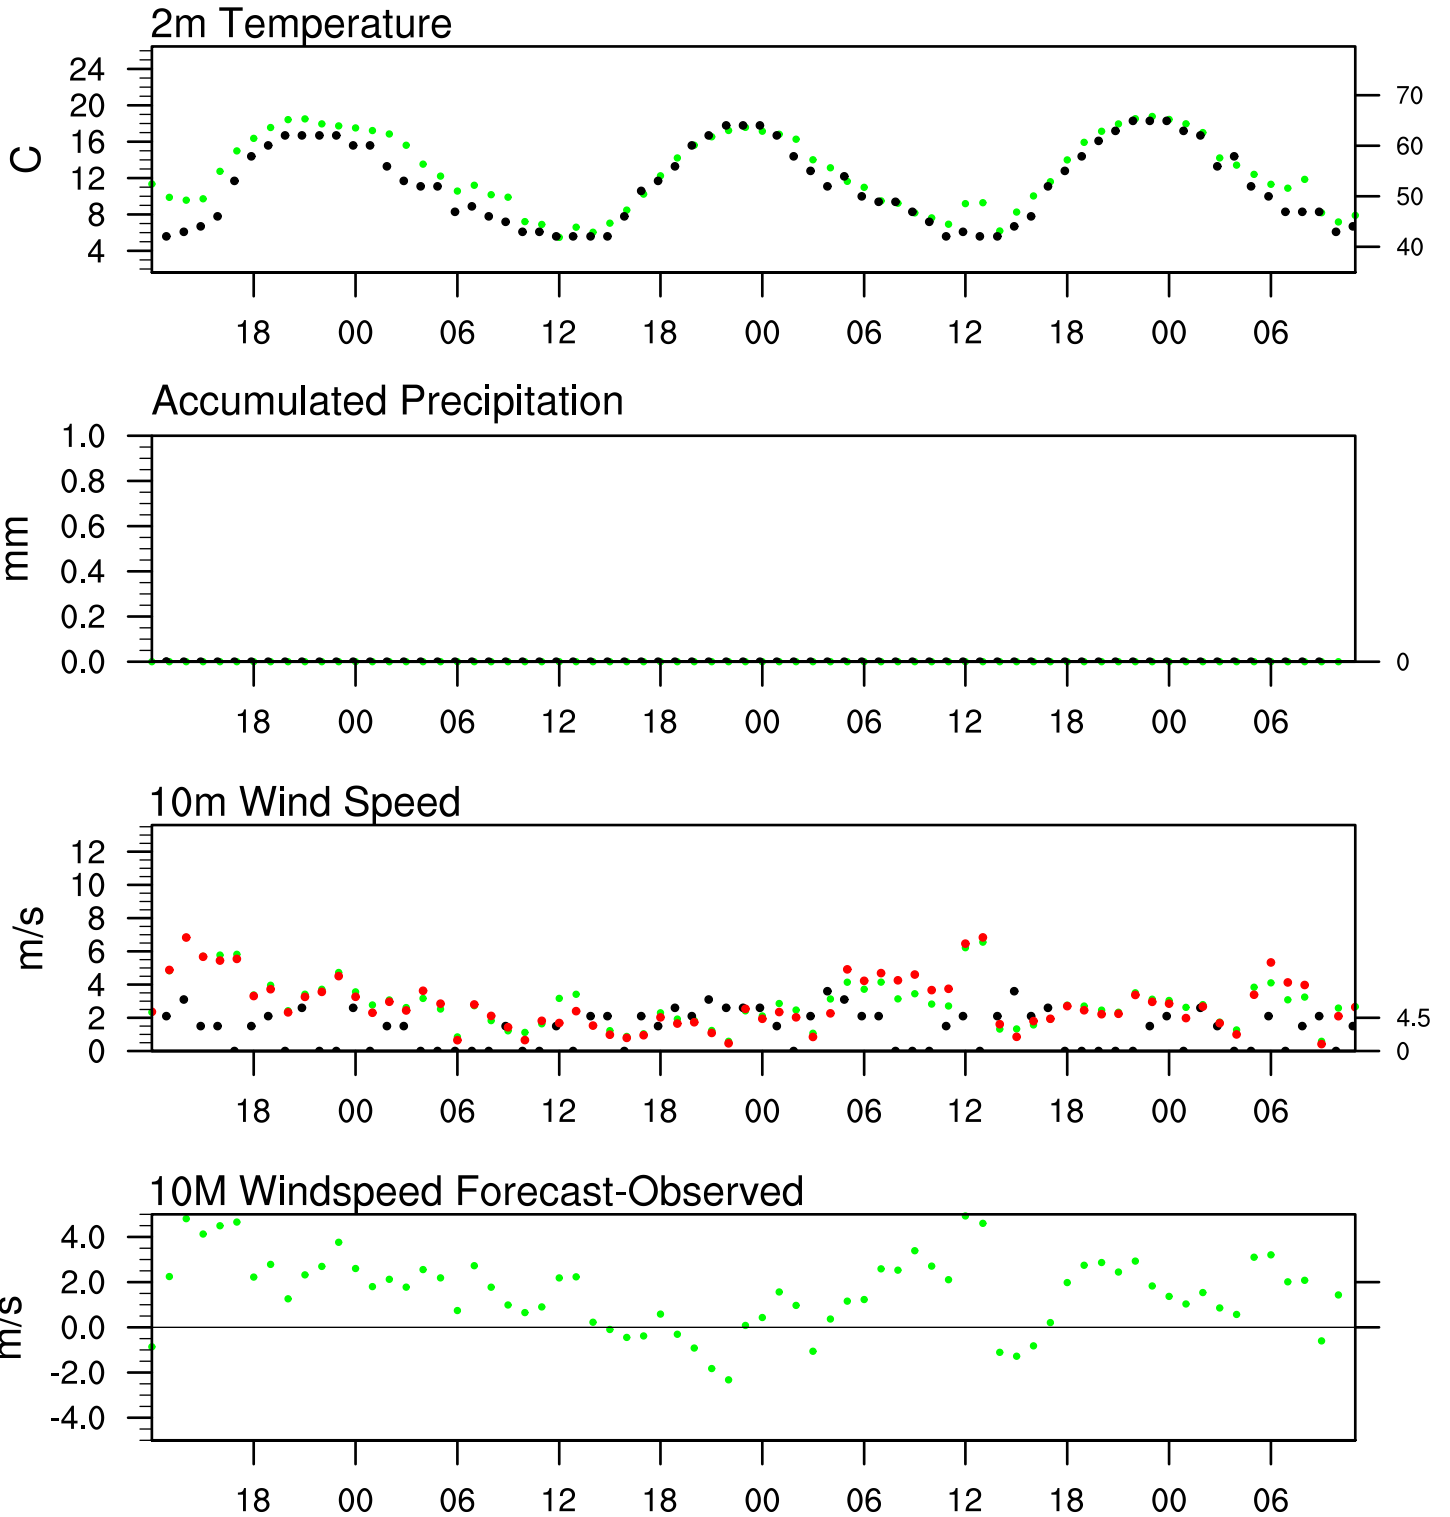 2m Temperature
24
20
16
12
8
4
C
70
60
50
40
18 00 06 12 18 00 06 12 18 00 06
Accumulated Precipitation
1.0
0.8
0.6
0.4
0.2
0.0
mm
0
18 00 06 12 18 00 06 12 18 00 06
10m Wind Speed
12
10
8
6
4
2
0
m/s
4.5
0
18 00 06 12 18 00 06 12 18 00 06
10M Windspeed Forecast-Observed
4.0
2.0
0.0
-2.0
-4.0
m/s
18 00 06 12 18 00 06 12 18 00 06